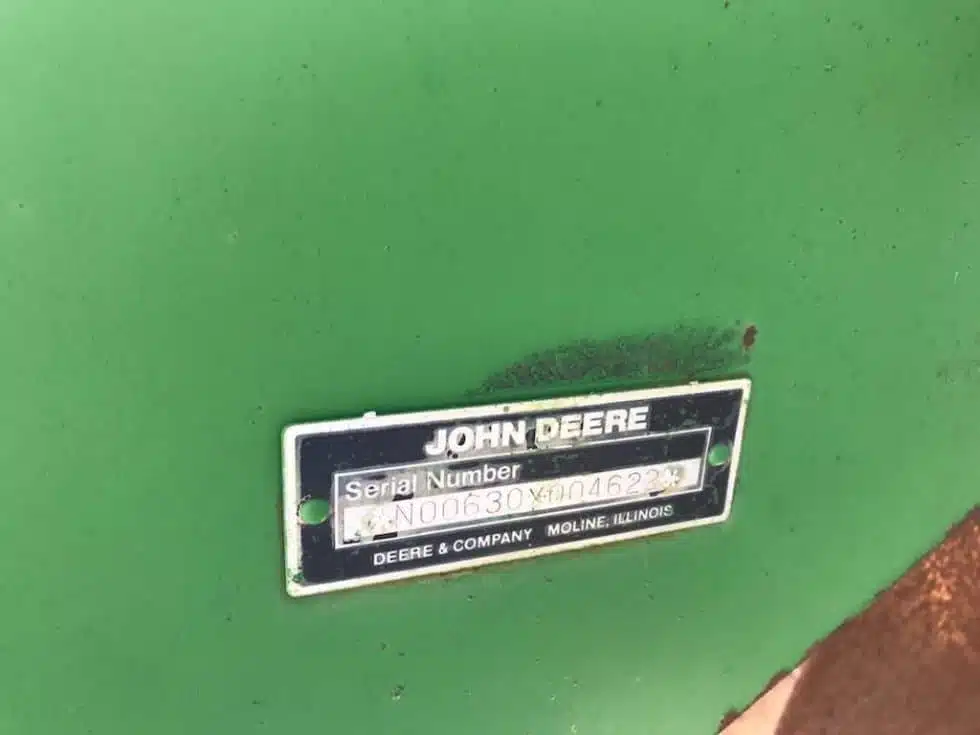 JOHN DEERE
Serial Number
N00630X004622
DEERE & COMPANY MOLINE, ILLINOIS